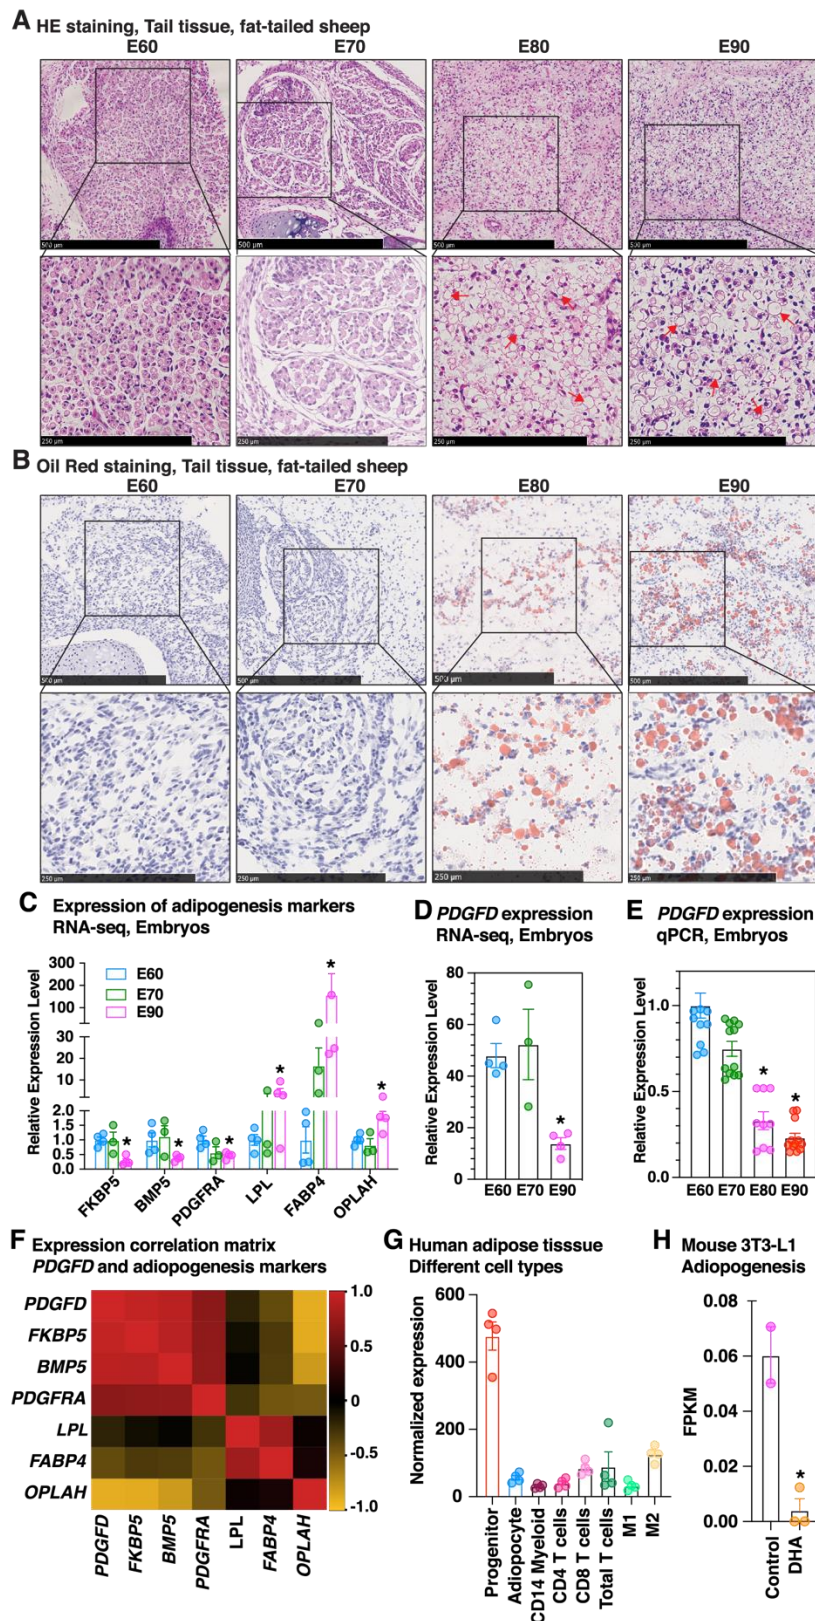 A HE staining, Tail tissue, fat-tailed sheep
E60 E70 E80 E90
500 µm 500 µm 500 µm 500 µm
250 µm 250 µm 250 µm 250 µm
B Oil Red staining, Tail tissue, fat-tailed sheep
E60 E70 E80 E90
500 µm 500 µm 500 µm 500 µm
250 µm 250 µm 250 µm 250 µm
C Expression of adipogenesis markers
RNA-seq, Embryos
Relative Expression Level
300
200
100
30
20
10
2.0
1.5
1.0
0.5
0.0
E60
E70
E90
* * * * * *
FKBP5 BMP5 PDGFRA LPL FABP4 OPLAH
D PDGFD expression
RNA-seq, Embryos
Relative Expression Level
80
60
40
20
0
*
E60 E70 E90
E PDGFD expression
qPCR, Embryos
Relative Expression Level
1.0
0.5
0.0
* *
E60 E70 E80 E90
F Expression correlation matrix
PDGFD and adiopogenesis markers
PDGFD
FKBP5
BMP5
PDGFRA
LPL
FABP4
OPLAH
PDGFD FKBP5 BMP5 PDGFRA LPL FABP4 OPLAH
1.0
0.5
0
-0.5
-1.0
G Human adipose tisssue
Different cell types
Normalized expression
600
400
200
0
Progenitor Adiopocyte CD14 Myeloid CD4 T cells CD8 T cells Total T cells M1 M2
H Mouse 3T3-L1
Adiopogenesis
FPKM
0.08
0.06
0.04
0.02
0.00
*
Control DHA